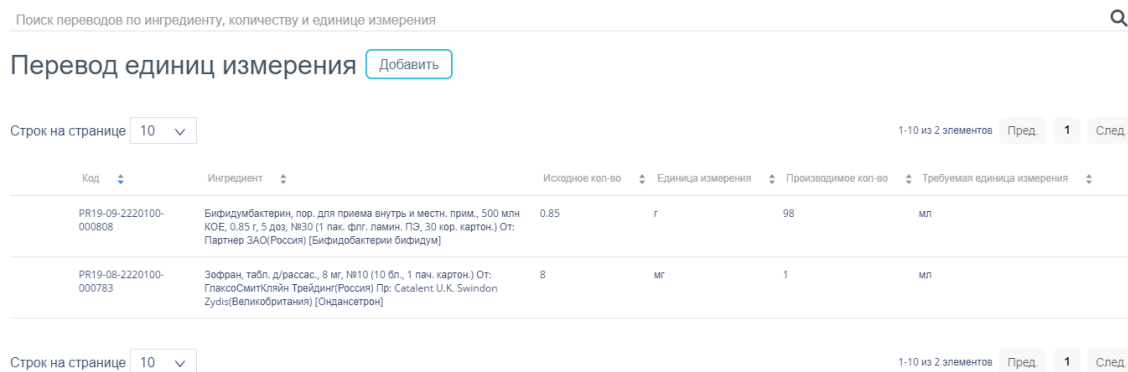 Поиск переводов по ингредиенту, количеству и единице измерения
Перевод единиц измерения Добавить
Строк на странице 10 1-10 из 2 элементов Пред. 1 След.
Код Ингредиент Исходное кол-во Единица измерения Производимое кол-во Требуемая единица измерения
PR19-09-2220100-000808 Бифидумбактерин, пор. для приема внутрь и местн. прим., 500 млн 0.85 г 98 мл
КОЕ, 0.85 г, 5 доз, №30 (1 пак. флг. ламин. ПЭ, 30 кор. картон.) От:
Партнер ЗАО(Россия) [Бифидобактерии бифидум]
PR19-08-2220100-000783 Зофран, табл. д/рассас., 8 мг, №10 (10 бл., 1 пач. картон.) От: 8 мг 1 мл
ГлаксоСмитКляйн Трейдинг(Россия) Пр: Catalent U.K. Swindon
Zydis(Великобритания) [Ондансетрон]
Строк на странице 10 1-10 из 2 элементов Пред. 1 След.